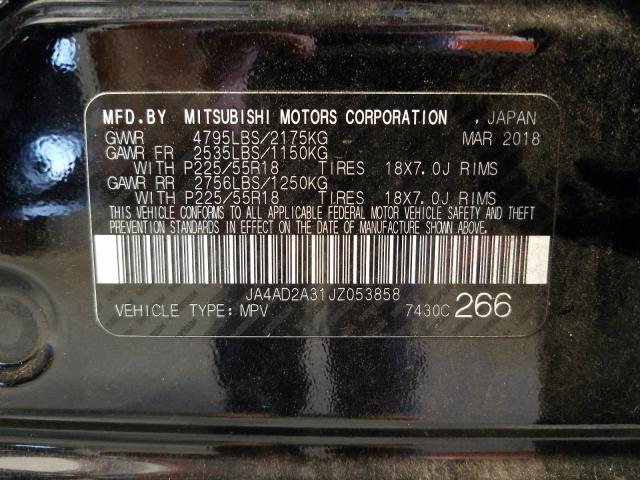 MFD.BY MITSUBISHI MOTORS CORPORATION , JAPAN
GVWR 4795LBS/2175KG MAR 2018
GAWR FR 2535LBS/1150KG
WITH P225/55R18 TIRES 18X7.0J RIMS
GAWR RR 2756LBS/1250KG
WITH P225/55R18 TIRES 18X7.0J RIMS
THIS VEHICLE CONFORMS TO ALL APPLICABLE FEDERAL MOTOR VEHICLE SAFETY AND THEFT
PREVENTION STANDARDS IN EFFECT ON THE DATE OF MANUFACTURE SHOWN ABOVE.
JA4AD2A31JZ053858
VEHICLE TYPE: MPV 7430C 266